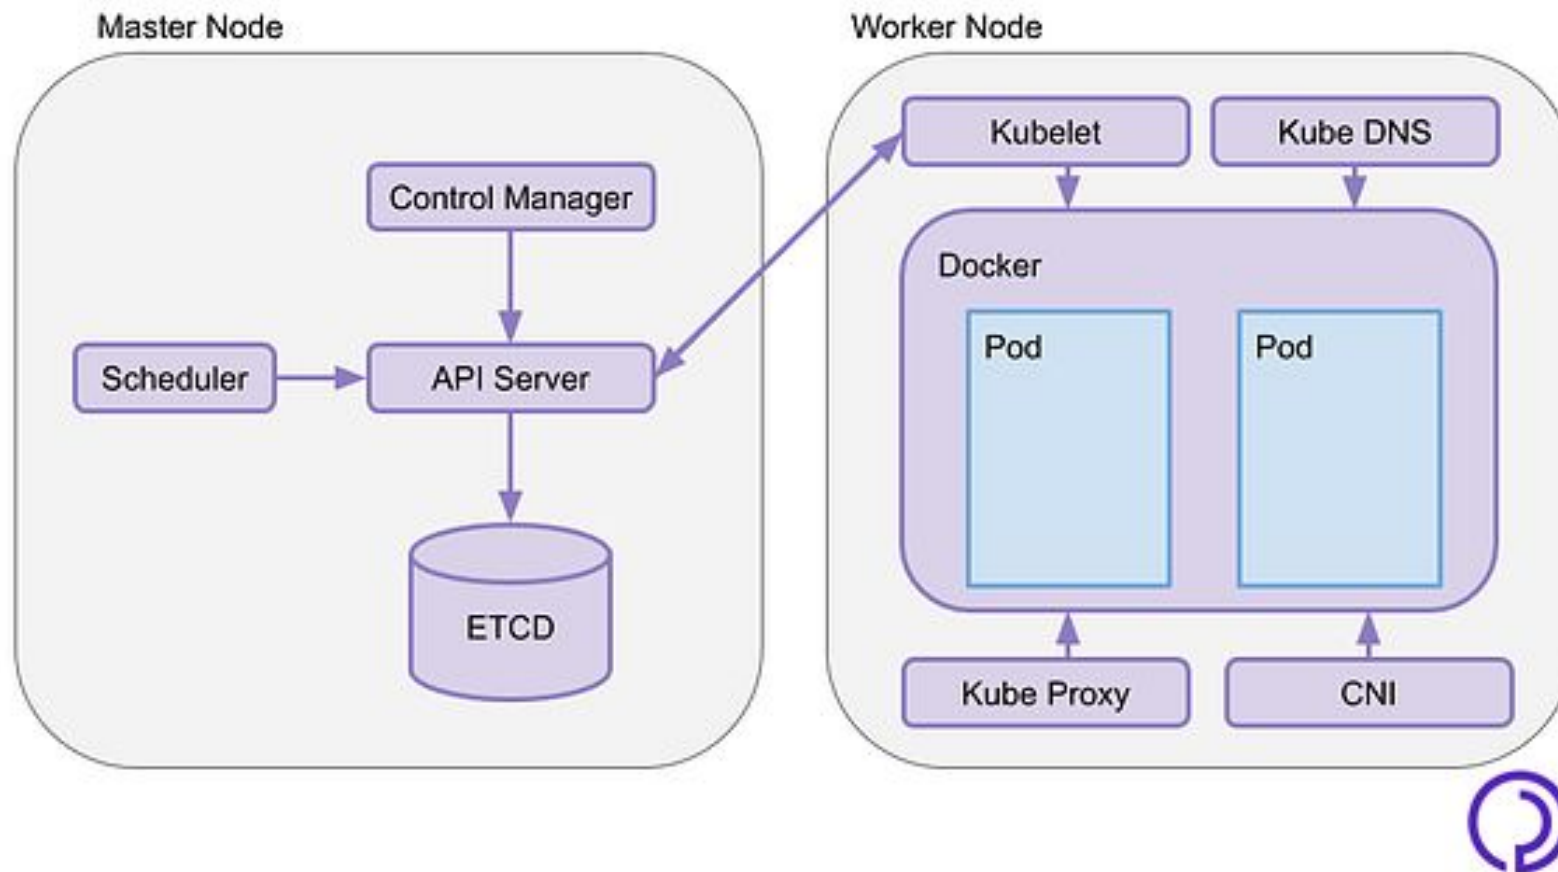 Master Node
Control Manager
Scheduler
API Server
ETCD
Worker Node
Kubelet
Kube DNS
Docker
Pod
Pod
Kube Proxy
CNI